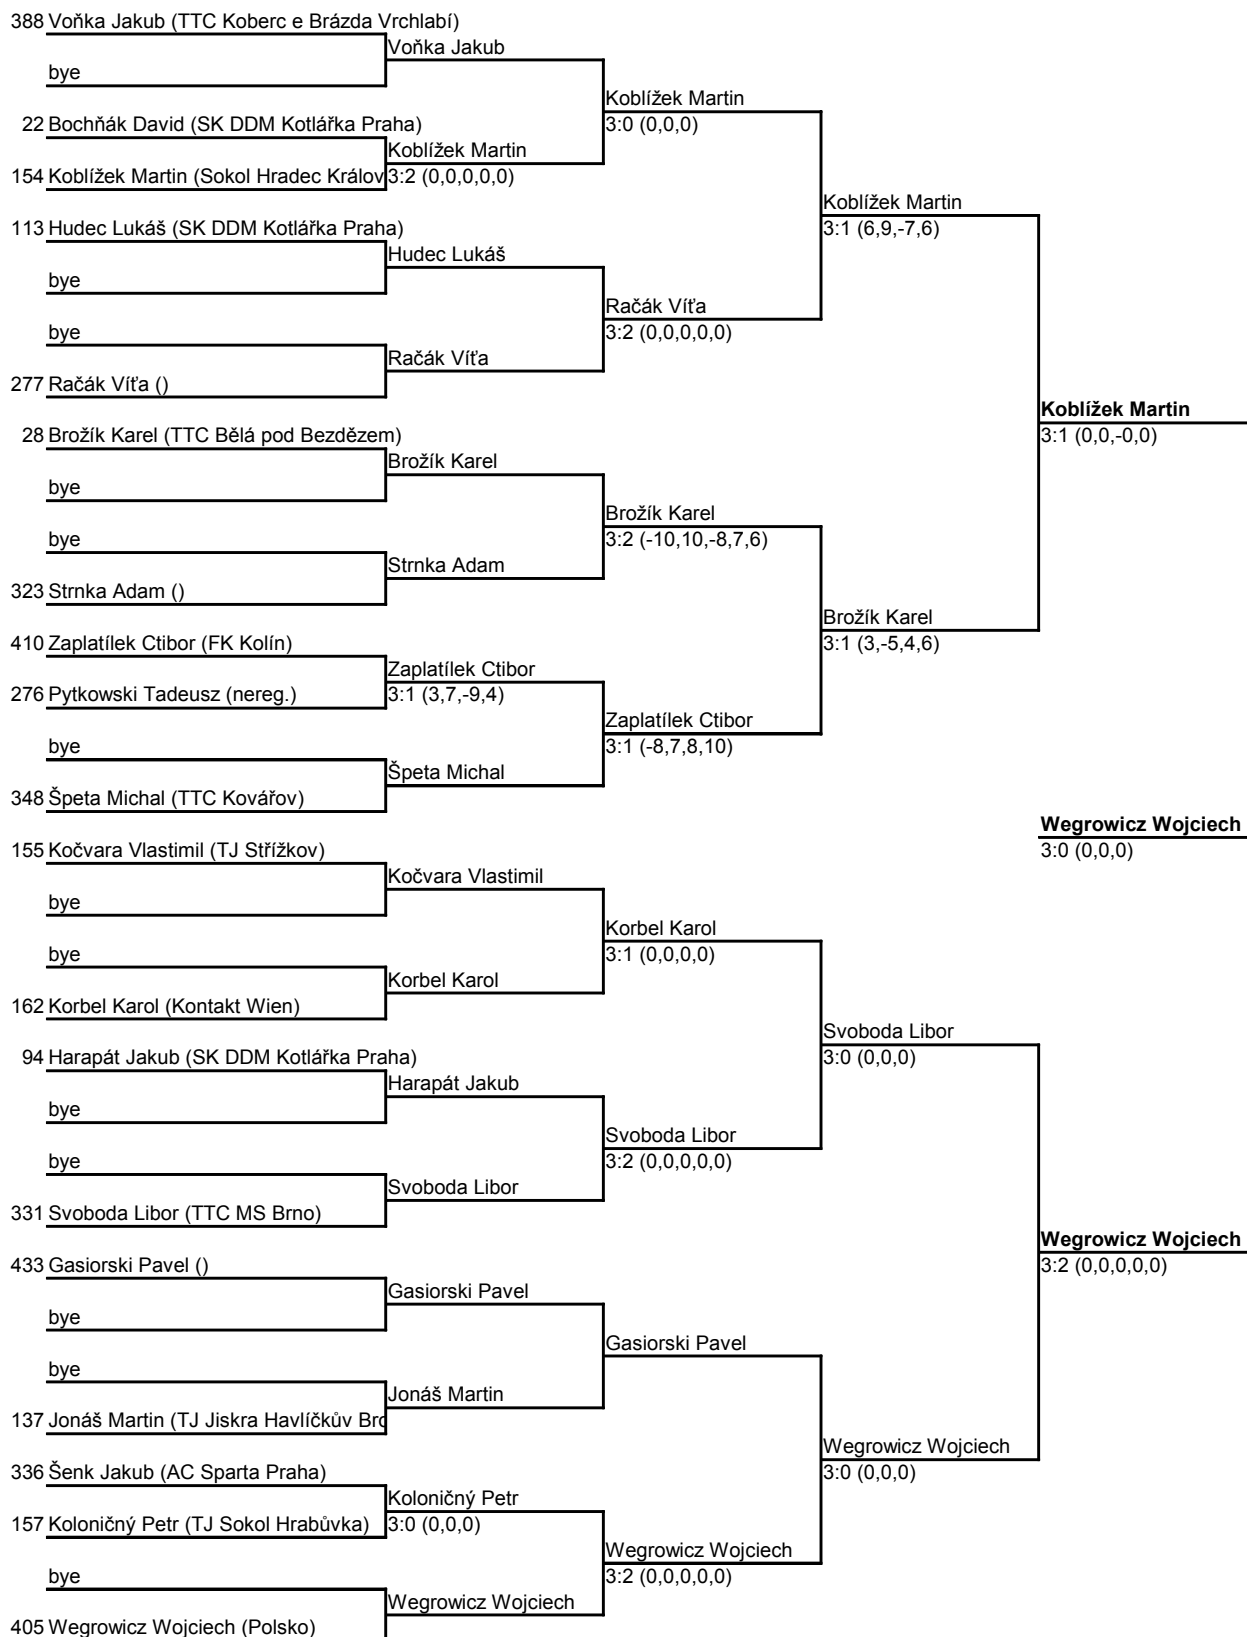 388 Voňka Jakub (TTC Koberc e Brázda Vrchlabí)
Voňka Jakub
bye
Koblížek Martin
3:0 (0,0,0)
22 Bochňák David (SK DDM Kotlářka Praha)
Koblížek Martin
154 Koblížek Martin (Sokol Hradec Králov 3:2 (0,0,0,0,0)
Koblížek Martin
3:1 (6,9,-7,6)
113 Hudec Lukáš (SK DDM Kotlářka Praha)
Hudec Lukáš
bye
Račák Víťa
3:2 (0,0,0,0,0)
bye
Račák Víťa
277 Račák Víťa ()
Koblížek Martin
3:1 (0,0,-0,0)
28 Brožík Karel (TTC Bělá pod Bezdězem)
Brožík Karel
bye
Brožík Karel
3:2 (-10,10,-8,7,6)
bye
Strnka Adam
323 Strnka Adam ()
Brožík Karel
3:1 (3,-5,4,6)
410 Zaplatílek Ctibor (FK Kolín)
Zaplatílek Ctibor
276 Pytkowski Tadeusz (nereg.) 3:1 (3,7,-9,4)
Zaplatílek Ctibor
3:1 (-8,7,8,10)
bye
Špeta Michal
348 Špeta Michal (TTC Kovářov)
Wegrowicz Wojciech
3:0 (0,0,0)
155 Kočvara Vlastimil (TJ Střížkov)
Kočvara Vlastimil
bye
Korbel Karol
3:1 (0,0,0,0)
bye
Korbel Karol
162 Korbel Karol (Kontakt Wien)
Svoboda Libor
3:0 (0,0,0)
94 Harapát Jakub (SK DDM Kotlářka Praha)
Harapát Jakub
bye
Svoboda Libor
3:2 (0,0,0,0,0)
bye
Svoboda Libor
331 Svoboda Libor (TTC MS Brno)
Wegrowicz Wojciech
3:2 (0,0,0,0,0)
433 Gasiorski Pavel ()
Gasiorski Pavel
bye
Gasiorski Pavel
bye
Jonáš Martin
137 Jonáš Martin (TJ Jiskra Havlíčkův Bro
Wegrowicz Wojciech
3:0 (0,0,0)
336 Šenk Jakub (AC Sparta Praha)
Koloničný Petr
157 Koloničný Petr (TJ Sokol Hrabůvka) 3:0 (0,0,0)
Wegrowicz Wojciech
3:2 (0,0,0,0,0)
bye
Wegrowicz Wojciech
405 Wegrowicz Wojciech (Polsko)